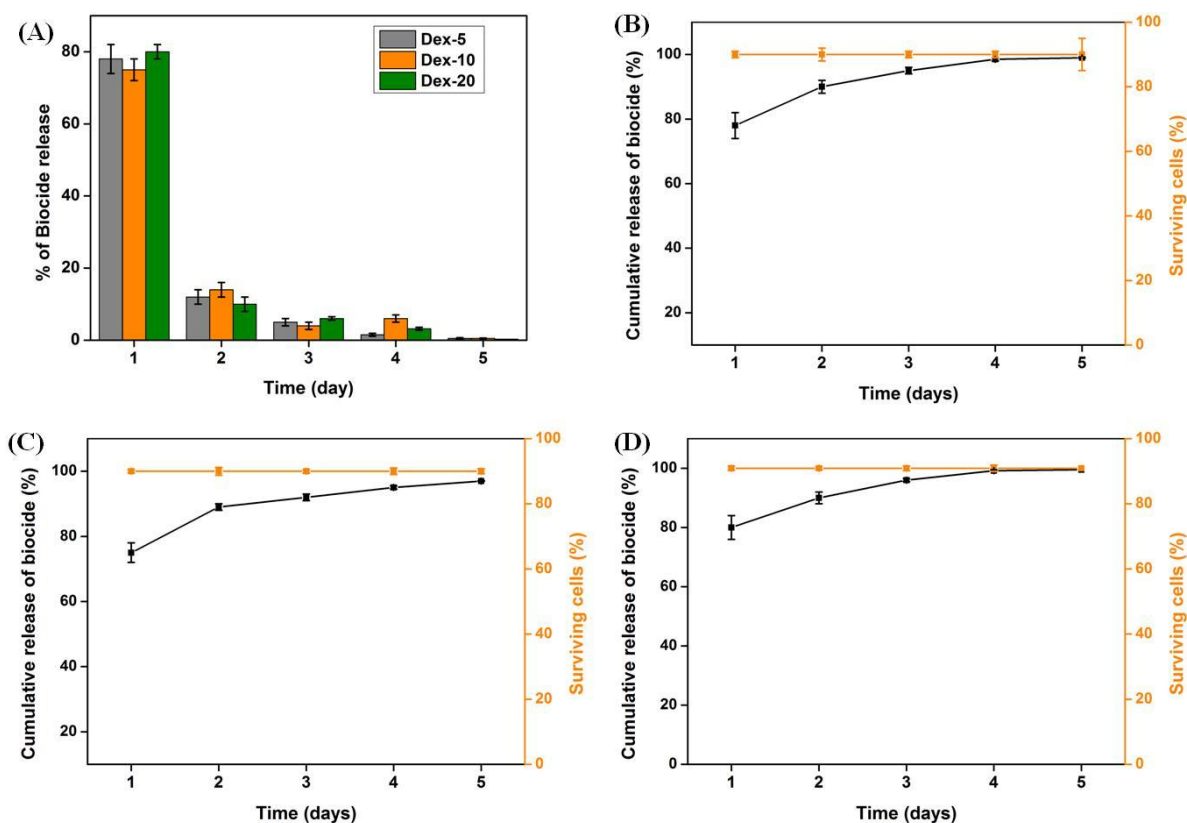 (A)
% of Biocide release
80
60
40
20
0
Dex-5
Dex-10
Dex-20
1 2 3 4 5
Time (day)
(B)
Cumulative release of biocide (%)
100
80
60
40
20
100
80
60
40
20
0
Surviving cells (%)
1 2 3 4 5
Time (days)
(C)
Cumulative release of biocide (%)
100
80
60
40
20
100
80
60
40
20
0
Surviving cells (%)
1 2 3 4 5
Time (days)
(D)
Cumulative release of biocide (%)
100
80
60
40
20
0
100
80
60
40
20
0
Surviving cells (%)
1 2 3 4 5
Time (days)